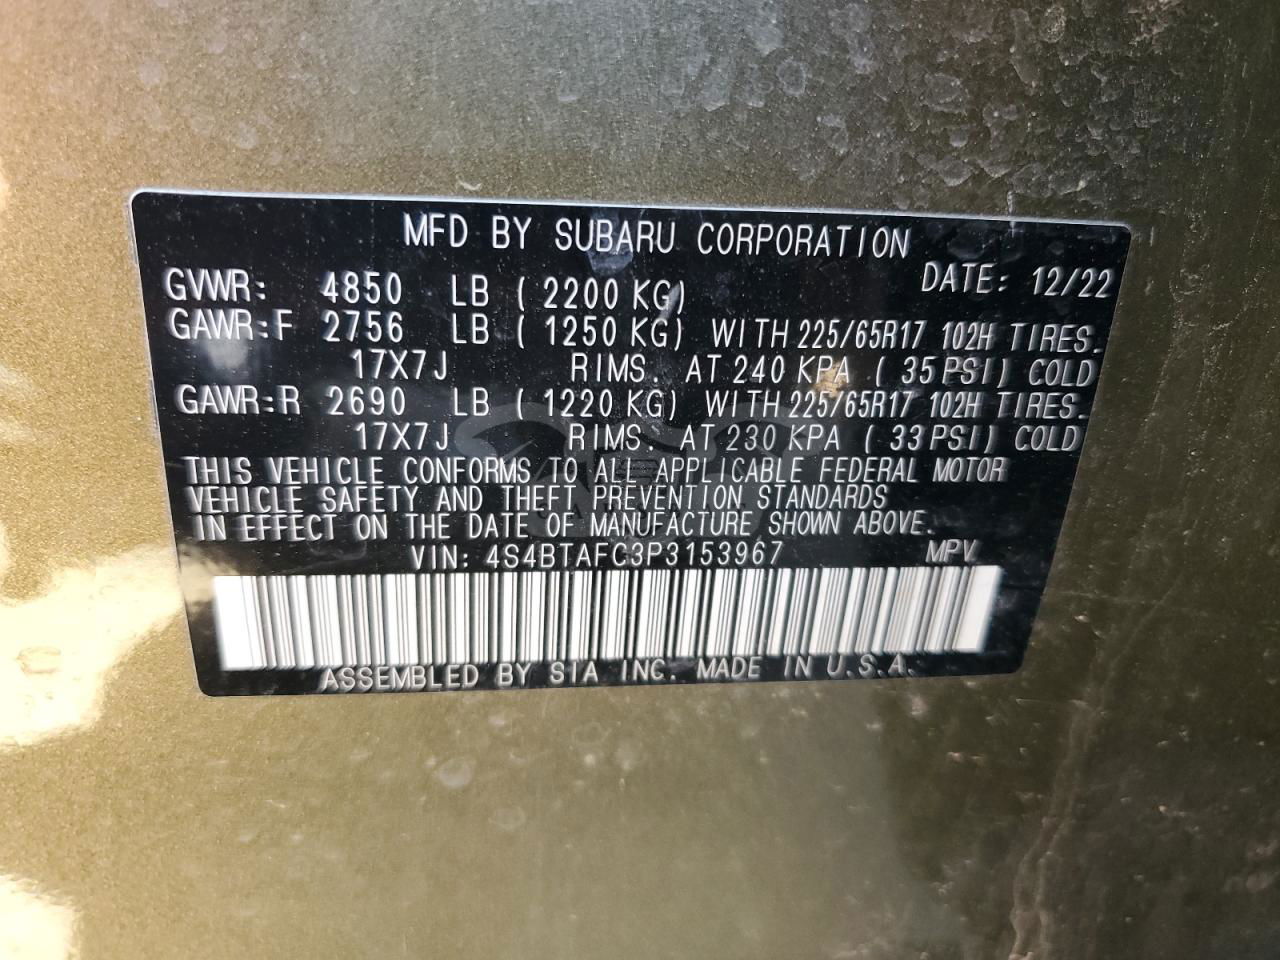 MFD BY SUBARU CORPORATION
DATE: 12/22
GVWR: 4850 LB ( 2200 KG)
GAWR:F 2756 LB ( 1250 KG) WITH 225/65R17 102H TIRES.
17X7J RIMS. AT 240 KPA ( 35 PSI) COLD
GAWR:R 2690 LB ( 1220 KG) WITH 225/65R17 102H TIRES.
17X7J RIMS. AT 230 KPA ( 33 PSI) COLD
THIS VEHICLE CONFORMS TO ALL APPLICABLE FEDERAL MOTOR
VEHICLE SAFETY AND THEFT PREVENTION STANDARDS
IN EFFECT ON THE DATE OF MANUFACTURE SHOWN ABOVE.
VIN: 4S4BTAFC3P3153967 MPV
ASSEMBLED BY SIA INC. MADE IN U.S.A.